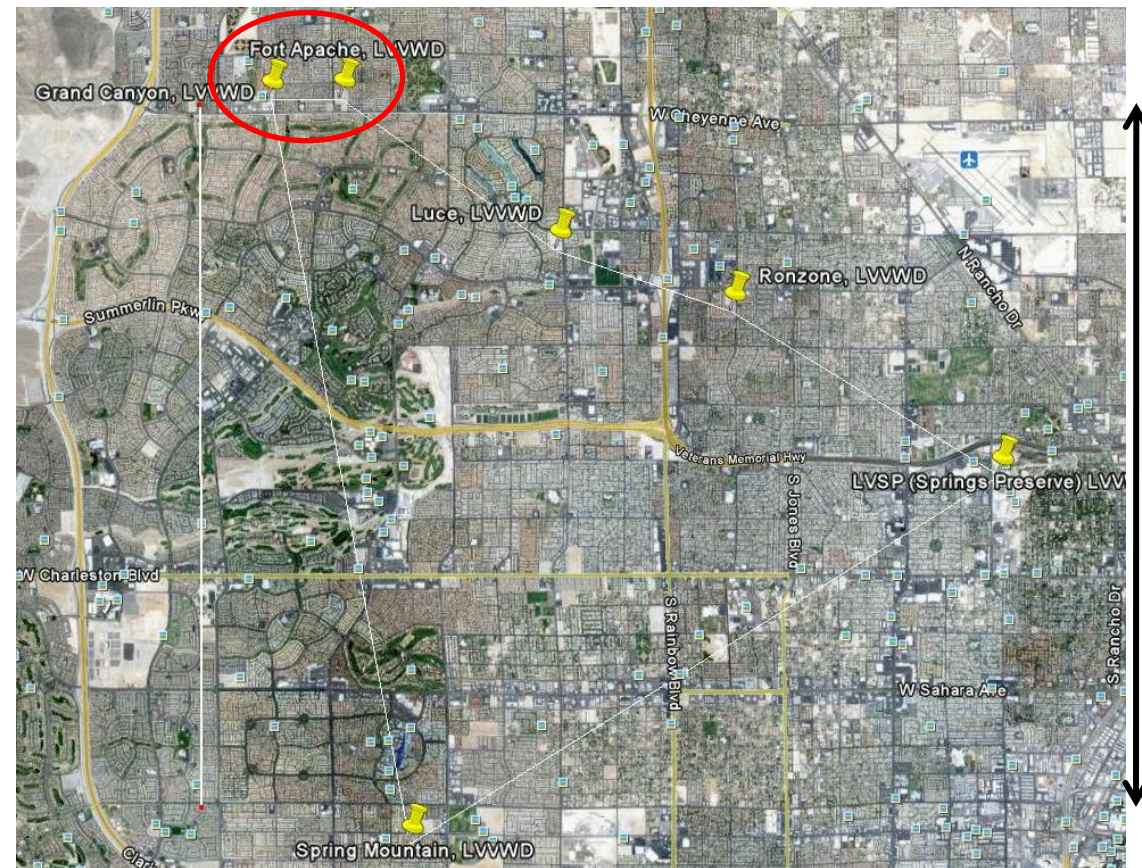 Fort Apache, LVVWD
Grand Canyon, LVVWD
W Cheyenne Ave
Luce, LVVWD
Ronzone, LVVWD
N Rancho Dr
Summerlin Pkwy
Veterans Memorial Hwy
LVSP (Springs Preserve) LVV
S Jones Blvd
W Charleston Blvd
S Rainbow Blvd
S Rancho Dr
W Sahara Ave
Spring Mountain, LVVWD